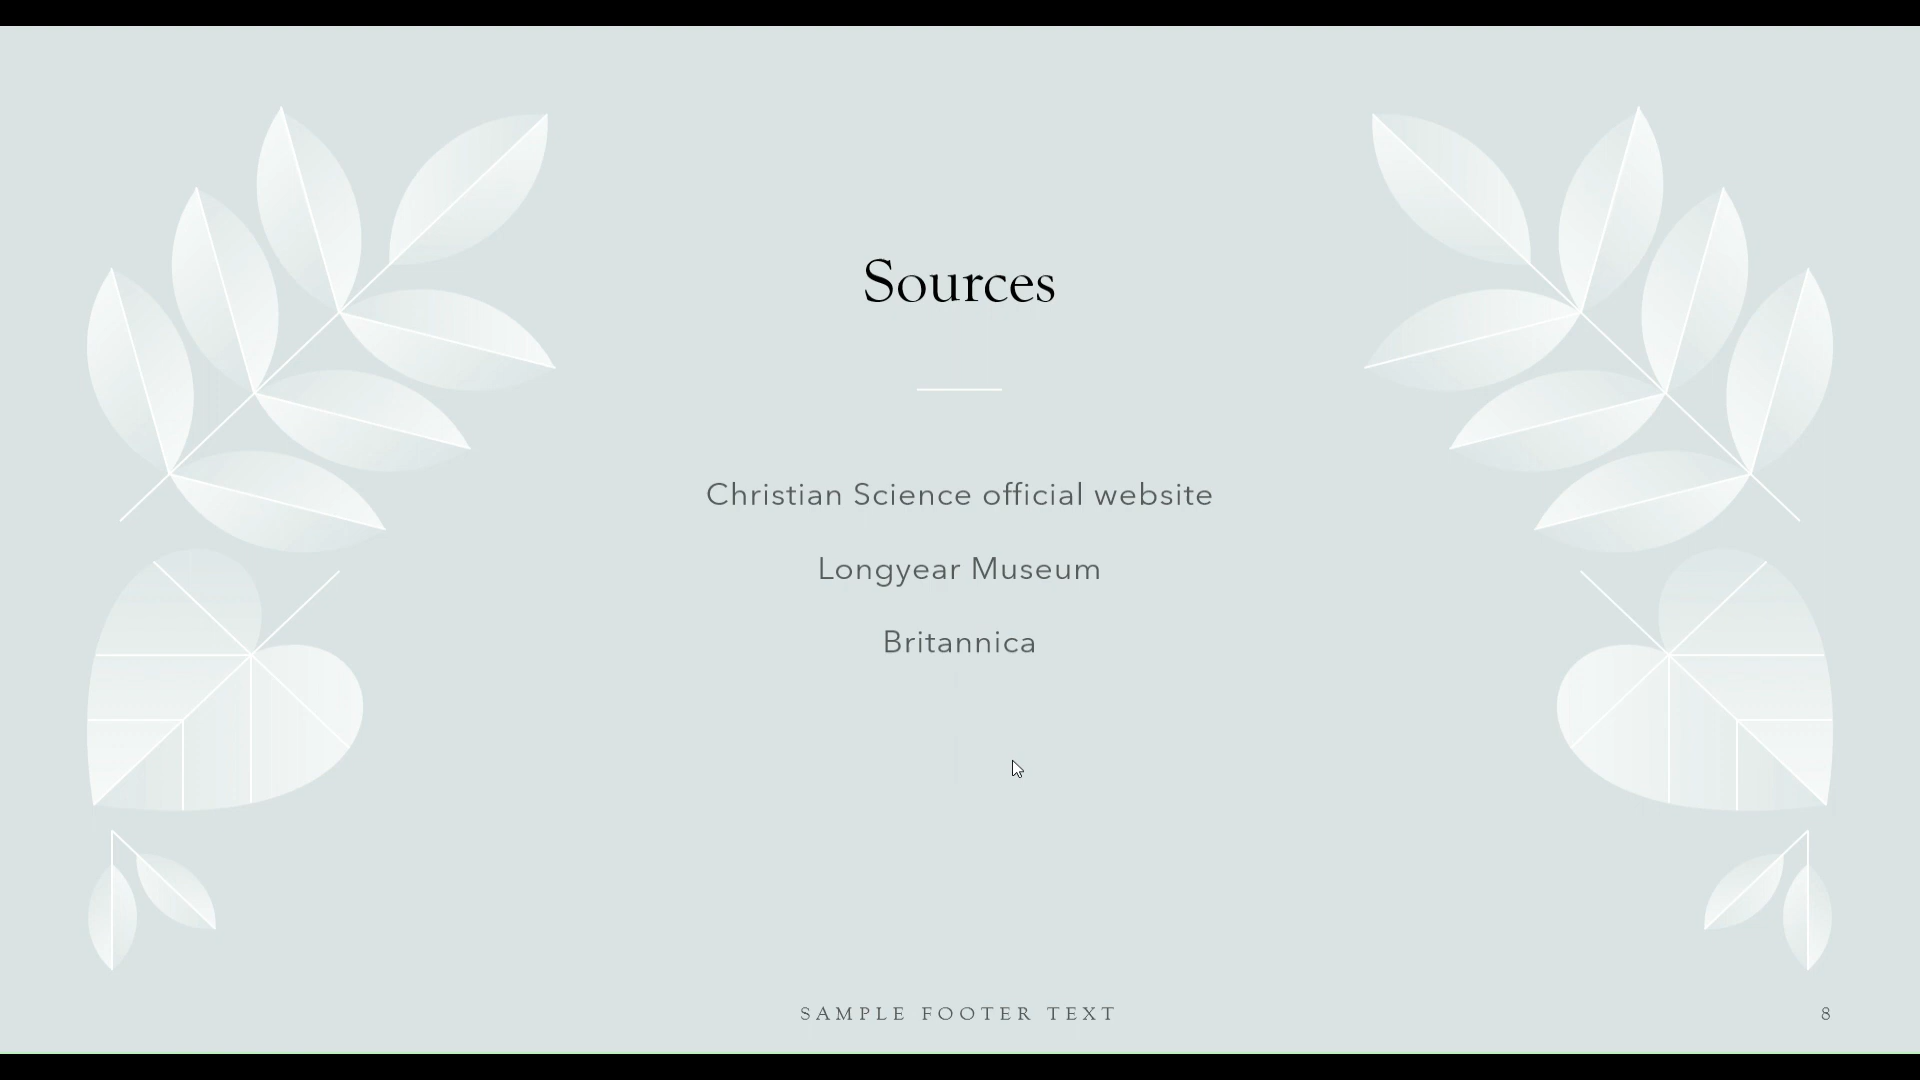 Sources
Christian Science official website
Longyear Museum
Britannica
SAMPLE FOOTER TEXT
8